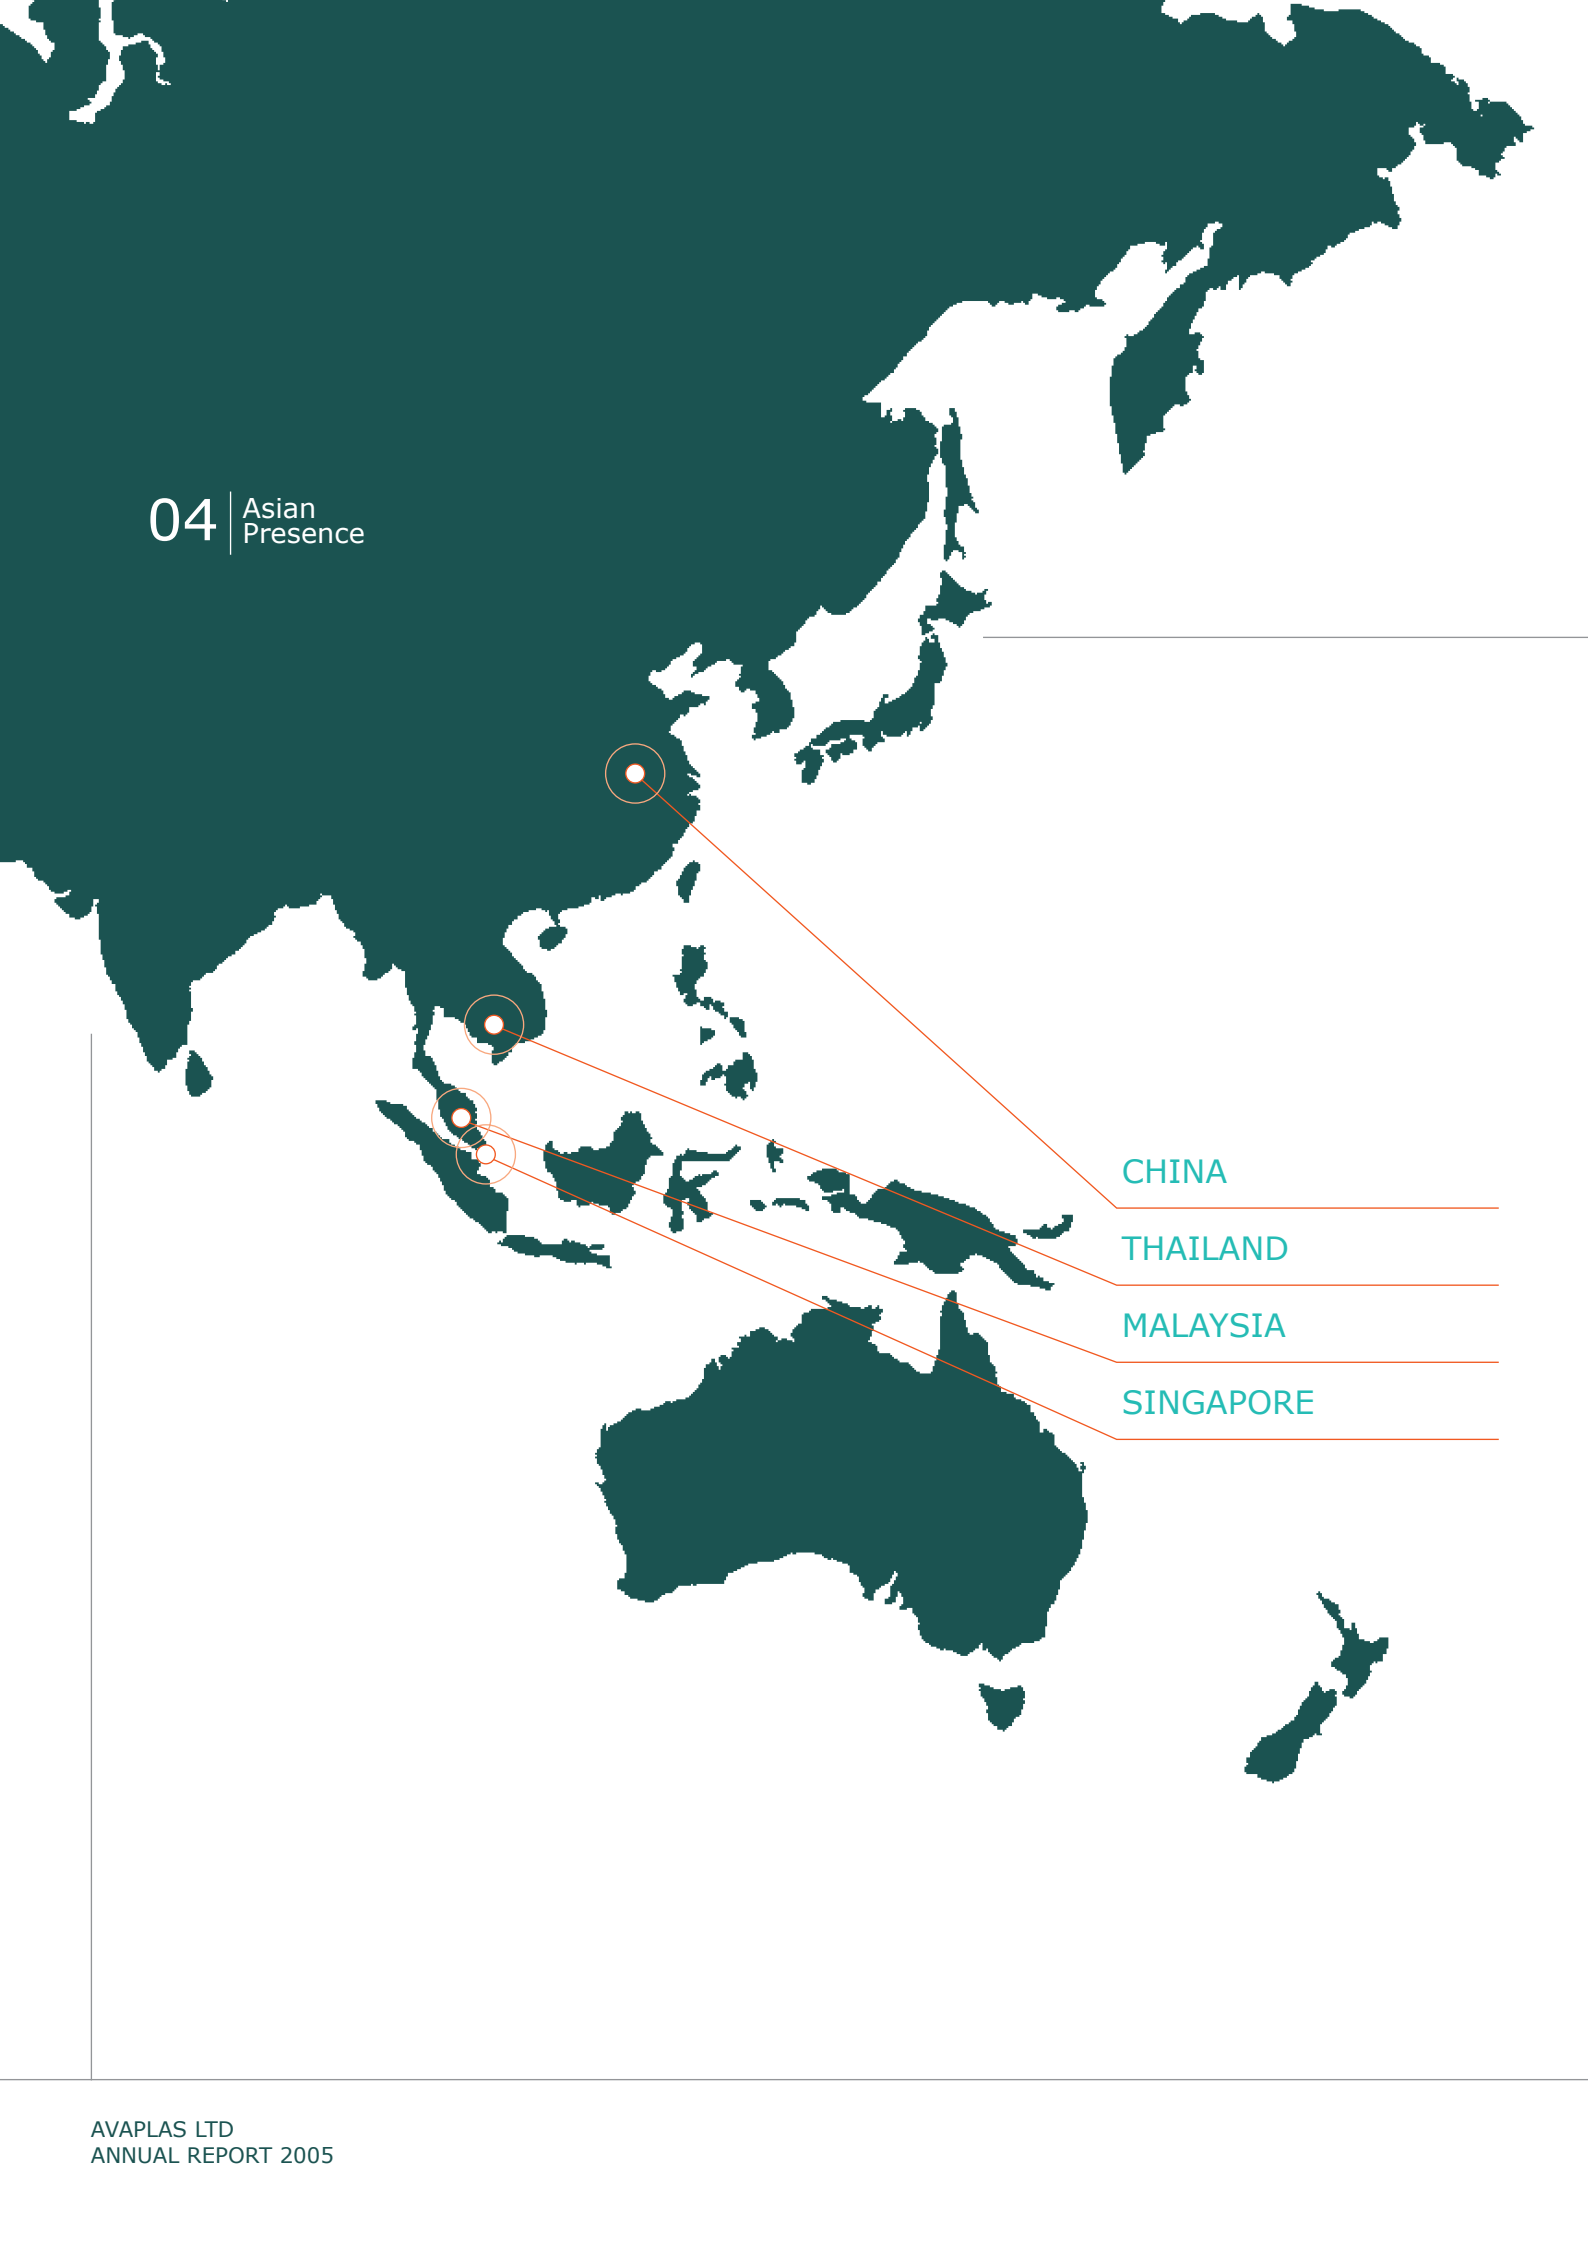 04
Asian
Presence
CHINA
THAILAND
MALAYSIA
SINGAPORE
AVAPLAS LTD
ANNUAL REPORT 2005